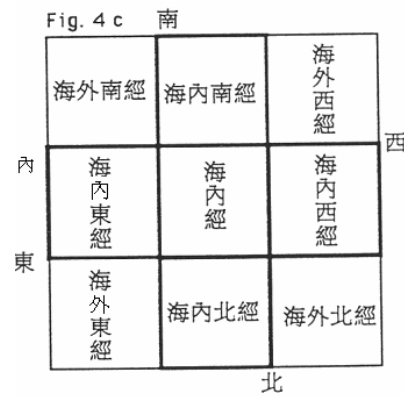 Fig. 4c 南
海外南經
海內南經
海外西經
西
內
海內東經
海內經
海內西經
東
海外東經
海內北經
海外北經
北